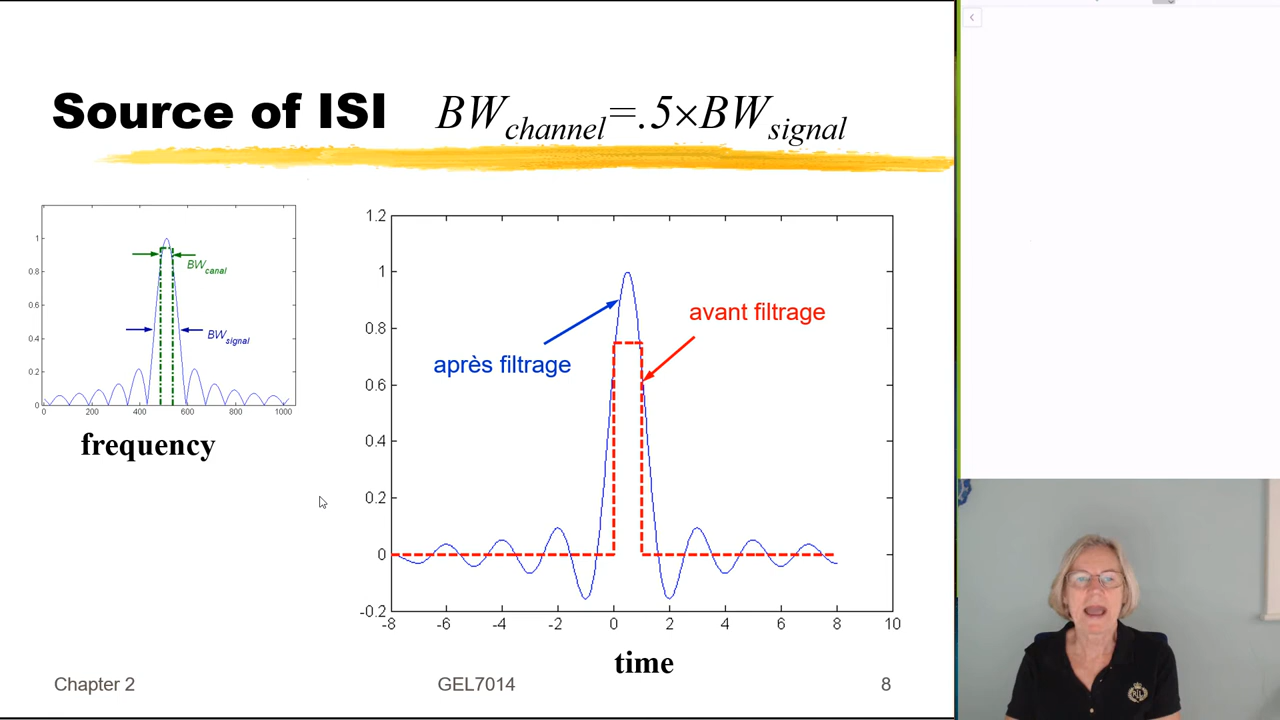 Source of ISI
BWchannel=.5×BWsignal
1
0.8
0.6
0.4
0.2
0
0 200 400 600 800 1000
BWcanal
BWsignal
frequency
1.2
1
0.8
0.6
0.4
0.2
0
-0.2
-8 -6 -4 -2 0 2 4 6 8 10
après filtrage
avant filtrage
time
Chapter 2
GEL7014
8